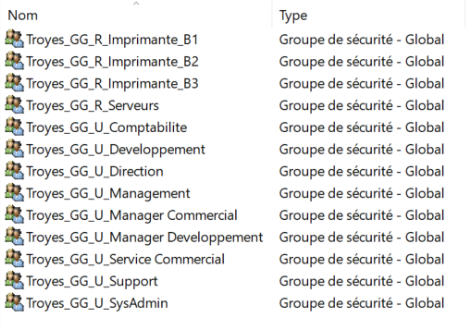 Nom Type
Troyes_GG_R_Imprimante_B1 Groupe de sécurité - Global
Troyes_GG_R_Imprimante_B2 Groupe de sécurité - Global
Troyes_GG_R_Imprimante_B3 Groupe de sécurité - Global
Troyes_GG_R_Serveurs Groupe de sécurité - Global
Troyes_GG_U_Comptabilite Groupe de sécurité - Global
Troyes_GG_U_Developpement Groupe de sécurité - Global
Troyes_GG_U_Direction Groupe de sécurité - Global
Troyes_GG_U_Management Groupe de sécurité - Global
Troyes_GG_U_Manager Commercial Groupe de sécurité - Global
Troyes_GG_U_Manager Developpement Groupe de sécurité - Global
Troyes_GG_U_Service Commercial Groupe de sécurité - Global
Troyes_GG_U_Support Groupe de sécurité - Global
Troyes_GG_U_SysAdmin Groupe de sécurité - Global